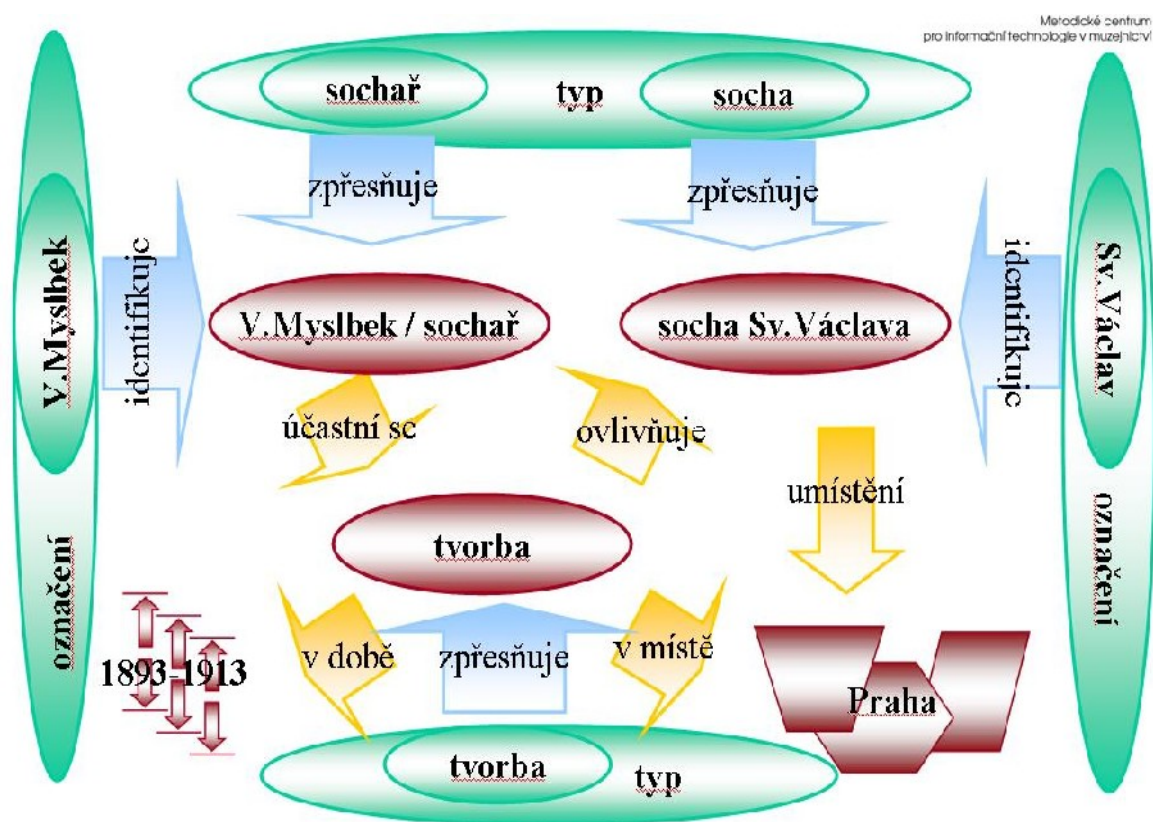 Metodické centrum
pro informační technologie v muzejnictví
sochař
typ
socha
zpřesňuje
zpřesňuje
V.Myslbek
označení
identifikuje
V.Myslbek / sochař
socha Sv.Václava
identifikuje
Sv.Václav
označení
účastní se
ovlivňuje
umístění
tvorba
1893-1913
v době
zpřesňuje
v místě
Praha
tvorba
typ